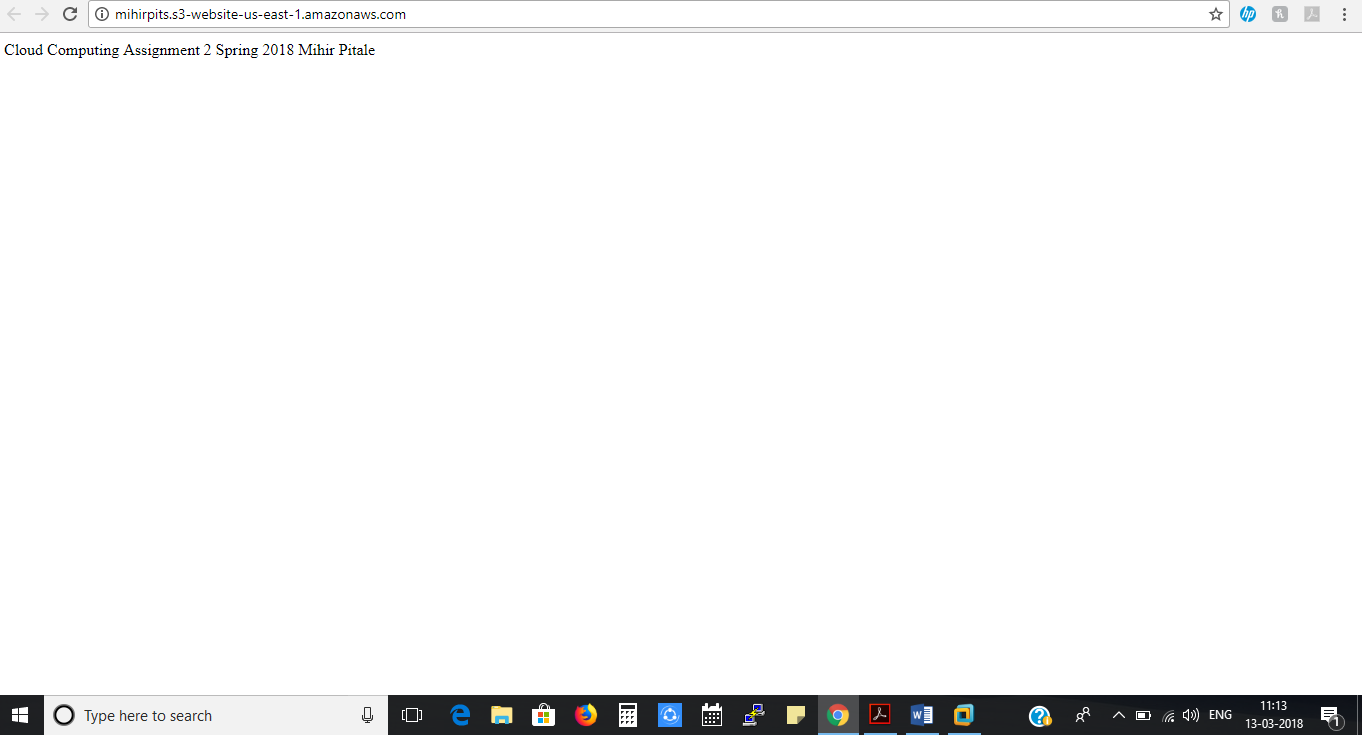 mihirpits.s3-website-us-east-1.amazonaws.com
Cloud Computing Assignment 2 Spring 2018 Mihir Pitale
Type here to search
ENG
11:13
13-03-2018
1